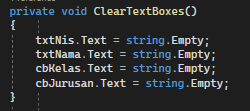 private void ClearTextBoxes()
{
txtNis.Text = string.Empty;
txtNama.Text = string.Empty;
cbKelas.Text = string.Empty;
cbJurusan.Text = string.Empty;
}